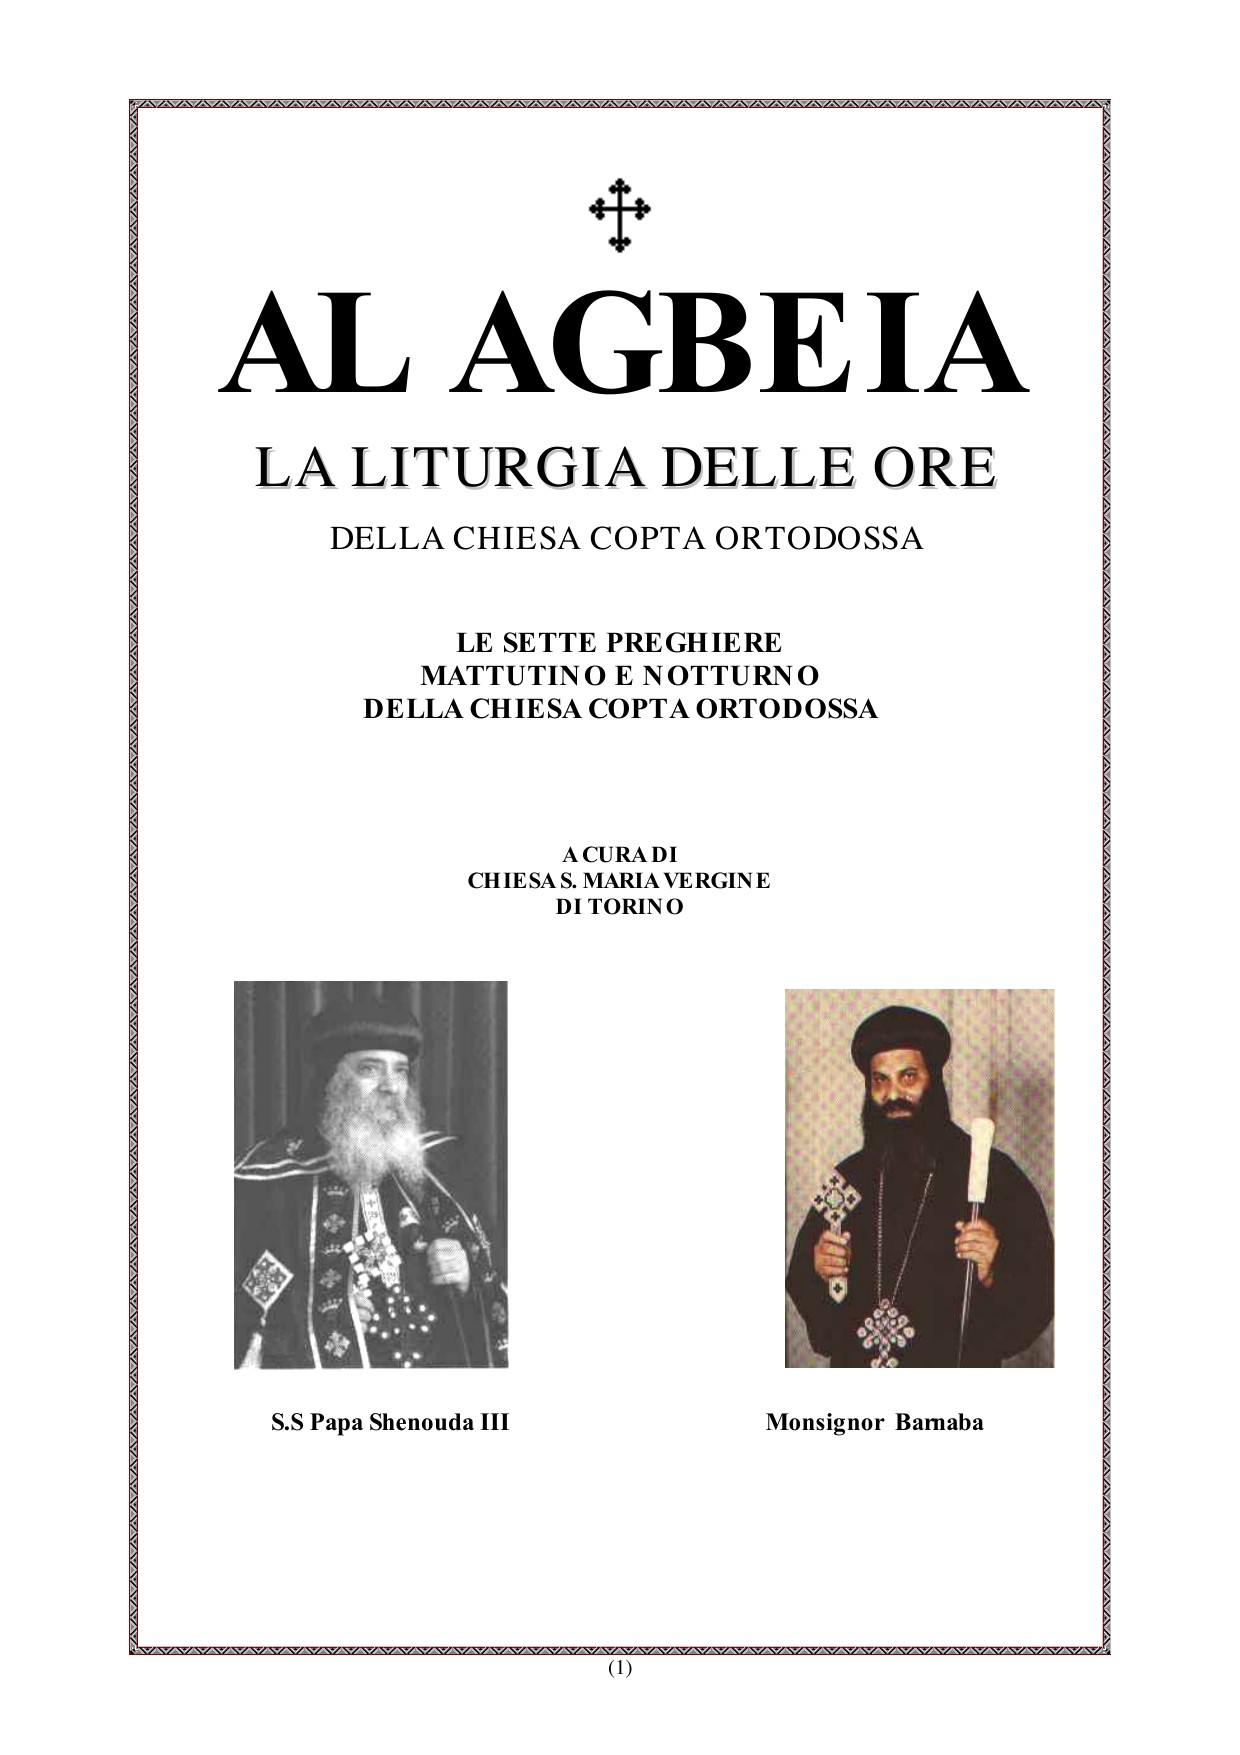 AL AGBEIA
LA LITURGIA DELLE ORE
DELLA CHIESA COPTA ORTODOSSA
LE SETTE PREGHIERE
MATTUTINO E NOTTURNO
DELLA CHIESA COPTA ORTODOSSA
A CURA DI
CHIESA S. MARIA VERGINE
DI TORINO
S.S Papa Shenouda III
Monsignor Barnaba
(1)